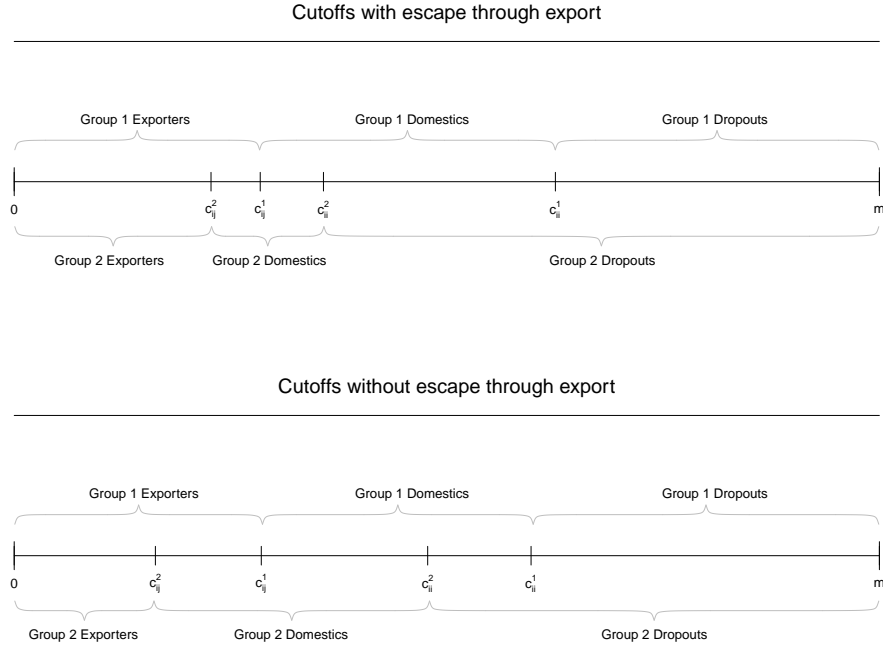 Cutoffs with escape through export
Group 1 Exporters Group 1 Domestics Group 1 Dropouts
0 c²ᵢⱼ c¹ᵢⱼ c²ᵢᵢ c¹ᵢᵢ m
Group 2 Exporters Group 2 Domestics Group 2 Dropouts
Cutoffs without escape through export
Group 1 Exporters Group 1 Domestics Group 1 Dropouts
0 c²ᵢⱼ c¹ᵢⱼ c²ᵢᵢ c¹ᵢᵢ m
Group 2 Exporters Group 2 Domestics Group 2 Dropouts